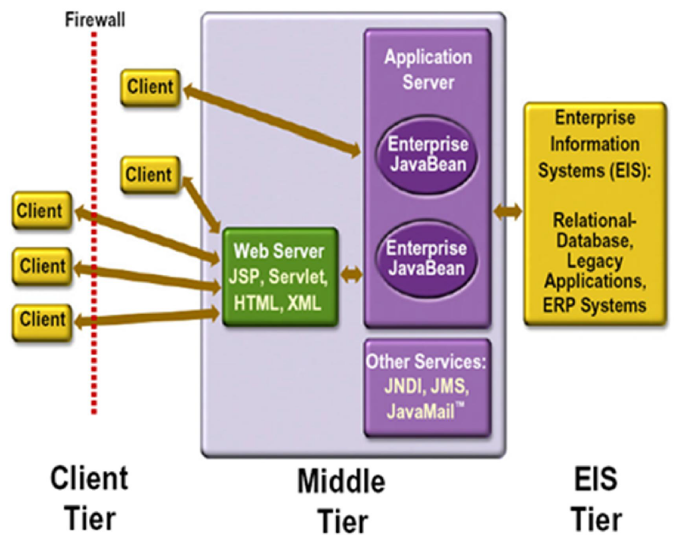 Firewall
Client
Client
Client
Client
Client
Web Server
JSP, Servlet,
HTML, XML
Application
Server
Enterprise
JavaBean
Enterprise
JavaBean
Other Services:
JNDI, JMS,
JavaMail™
Enterprise
Information
Systems (EIS):
Relational-
Database,
Legacy
Applications,
ERP Systems
Client
Tier
Middle
Tier
EIS
Tier